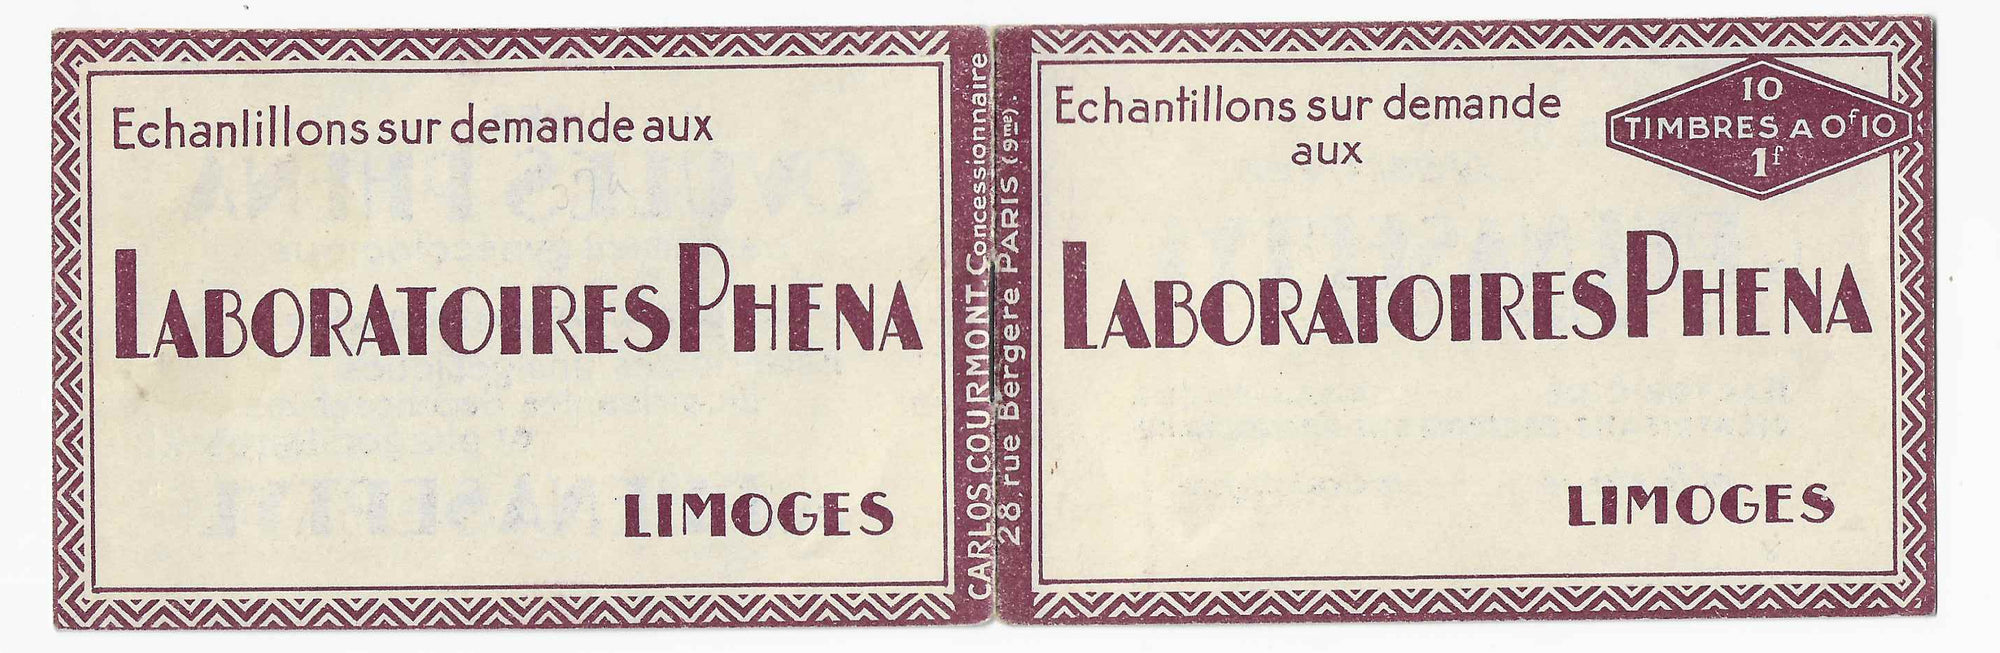 Echanlillons sur demande aux
LABORATOIRES PHENA
LIMOGES
CARLOS COURMONT, Concessionnaire
28, rue Bergère PARIS (9me).
Echantillons sur demande
aux
10
TIMBRES A 0f10
1f
LABORATOIRES PHENA
LIMOGES